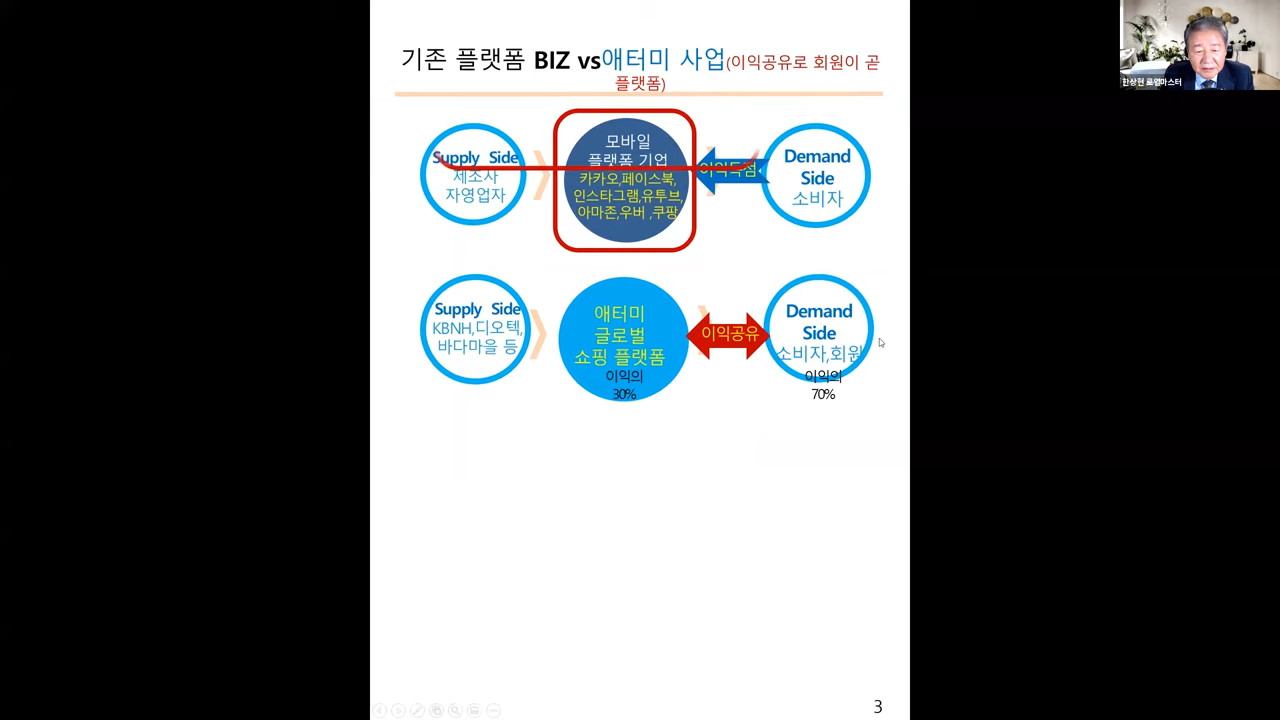 기존 플랫폼 BIZ vs애터미 사업(이익공유로 회원이 곧
플랫폼)
한상현 로열마스터
Supply Side
제조사
자영업자
모바일
플랫폼 기업
카카오,페이스북,
인스타그램,유투브,
아마존,우버 ,쿠팡
이익독점
Demand
Side
소비자
Supply Side
KBNH,디오텍,
바다마을 등
애터미
글로벌
쇼핑 플랫폼
이익의
30%
이익공유
Demand
Side
소비자,회원
이익의
70%
3